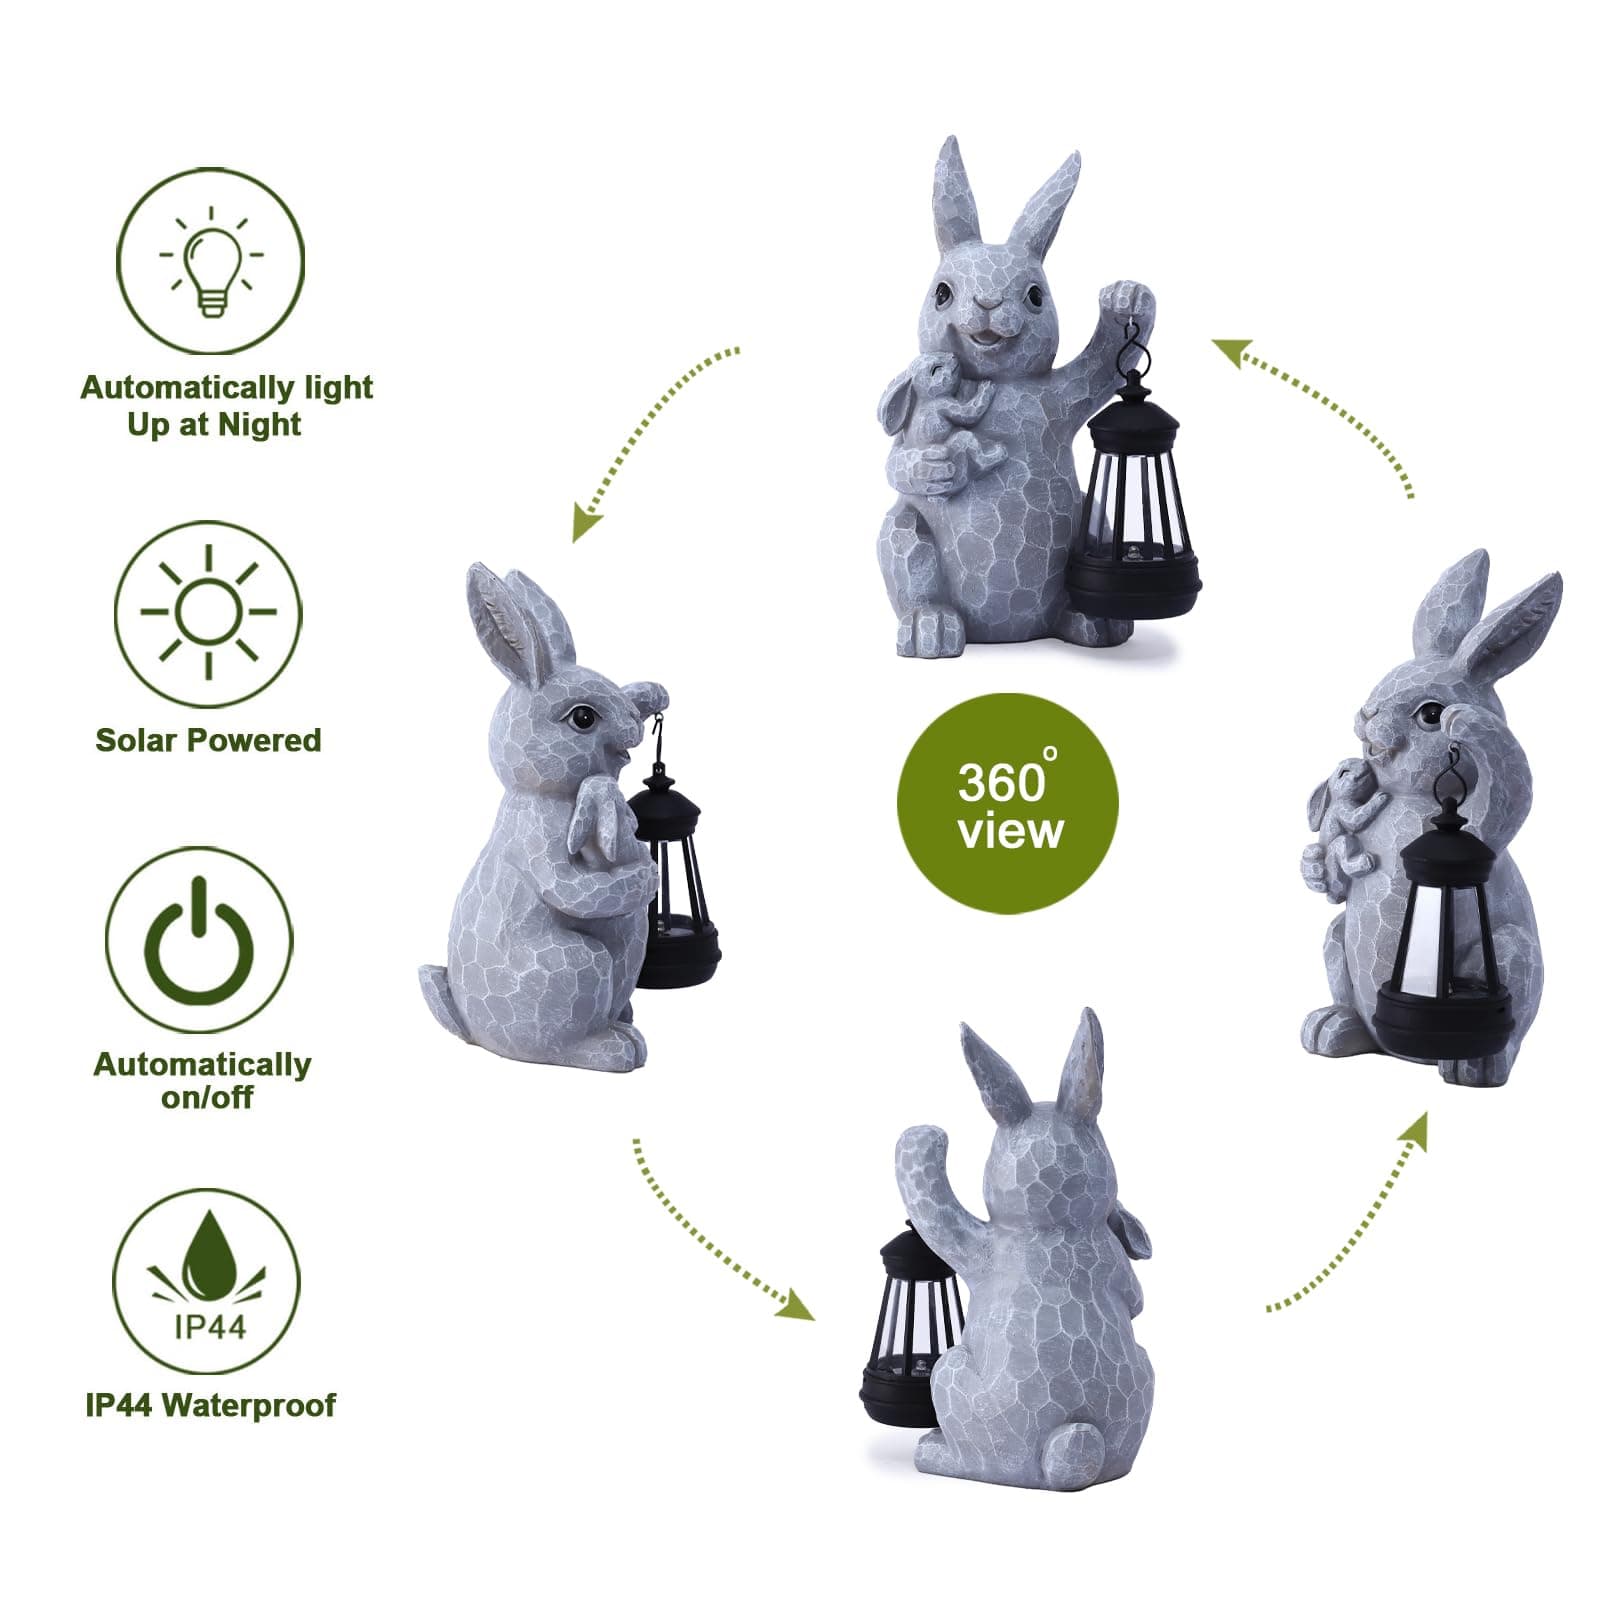 Automatically light
Up at Night
Solar Powered
Automatically
on/off
IP44
IP44 Waterproof
360°
view